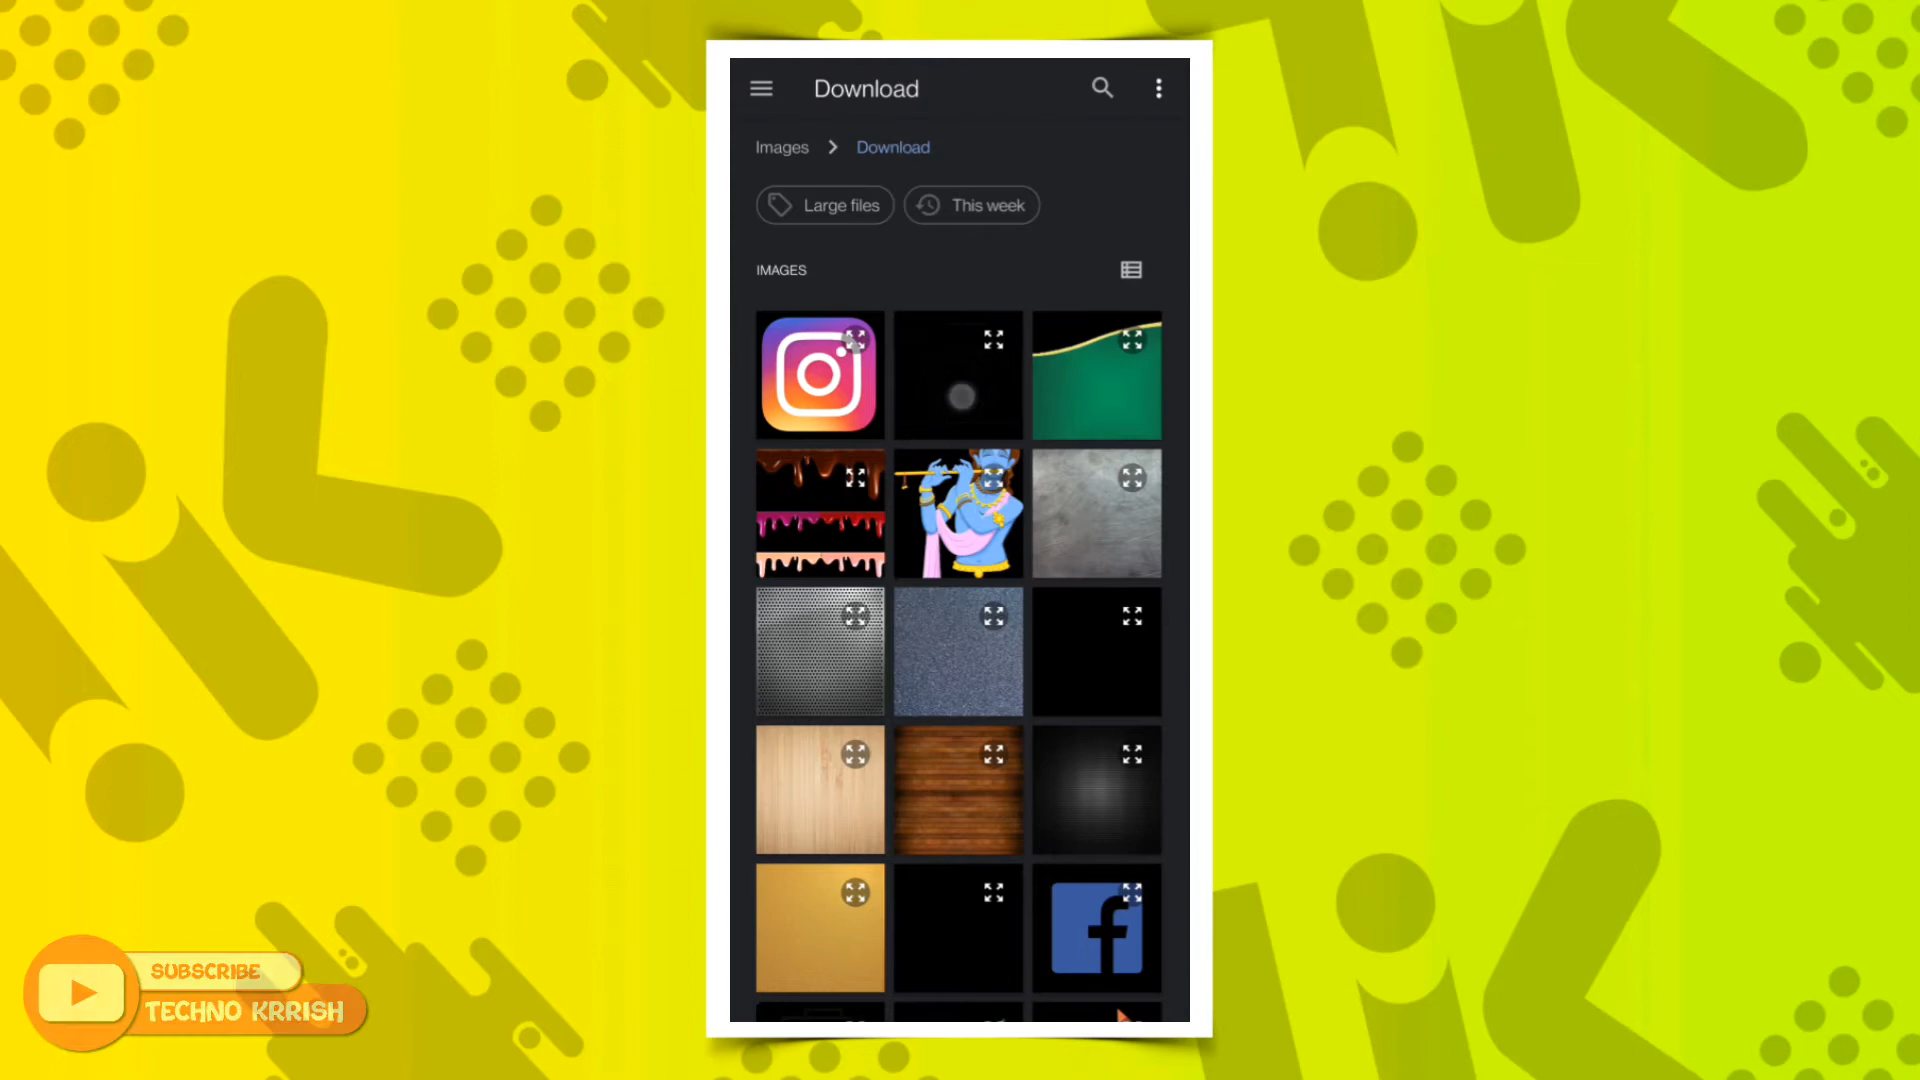 Download
Images > Download
Large files
This week
IMAGES
SUBSCRIBE
TECHNO KRRISH